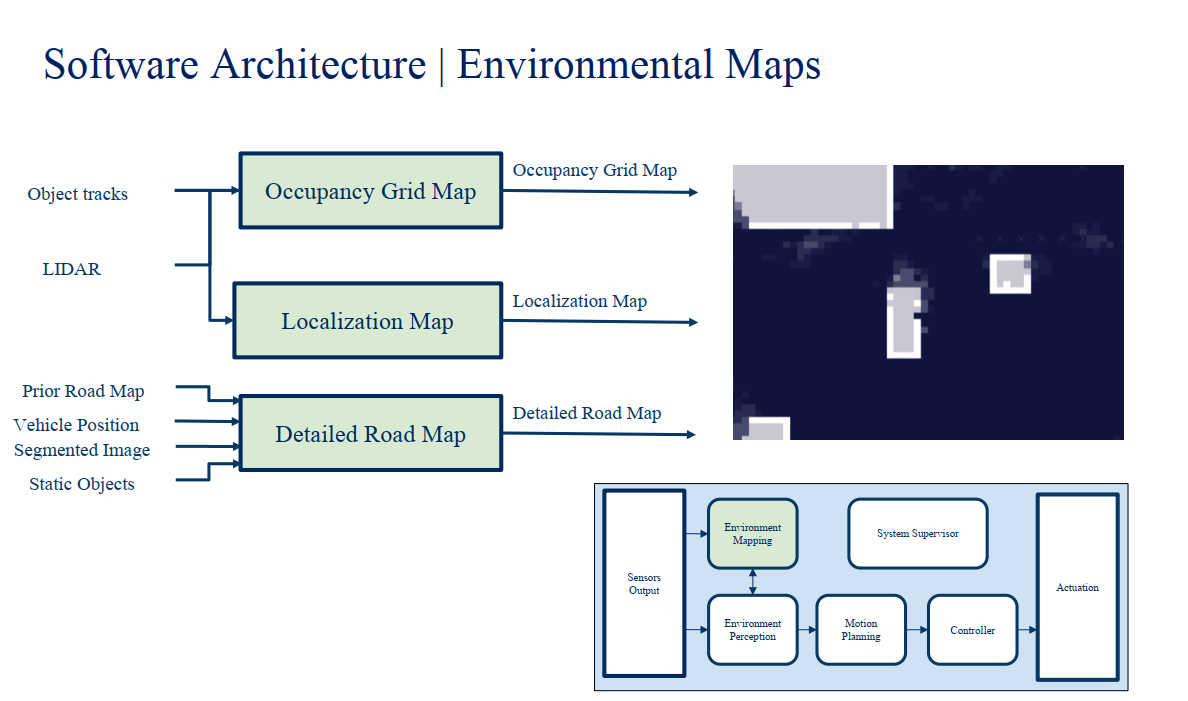 Software Architecture | Environmental Maps
Object tracks
LIDAR
Occupancy Grid Map
Occupancy Grid Map
Localization Map
Localization Map
Prior Road Map
Vehicle Position
Segmented Image
Static Objects
Detailed Road Map
Detailed Road Map
Sensors
Output
Environment
Mapping
System Supervisor
Environment
Perception
Motion
Planning
Controller
Actuation